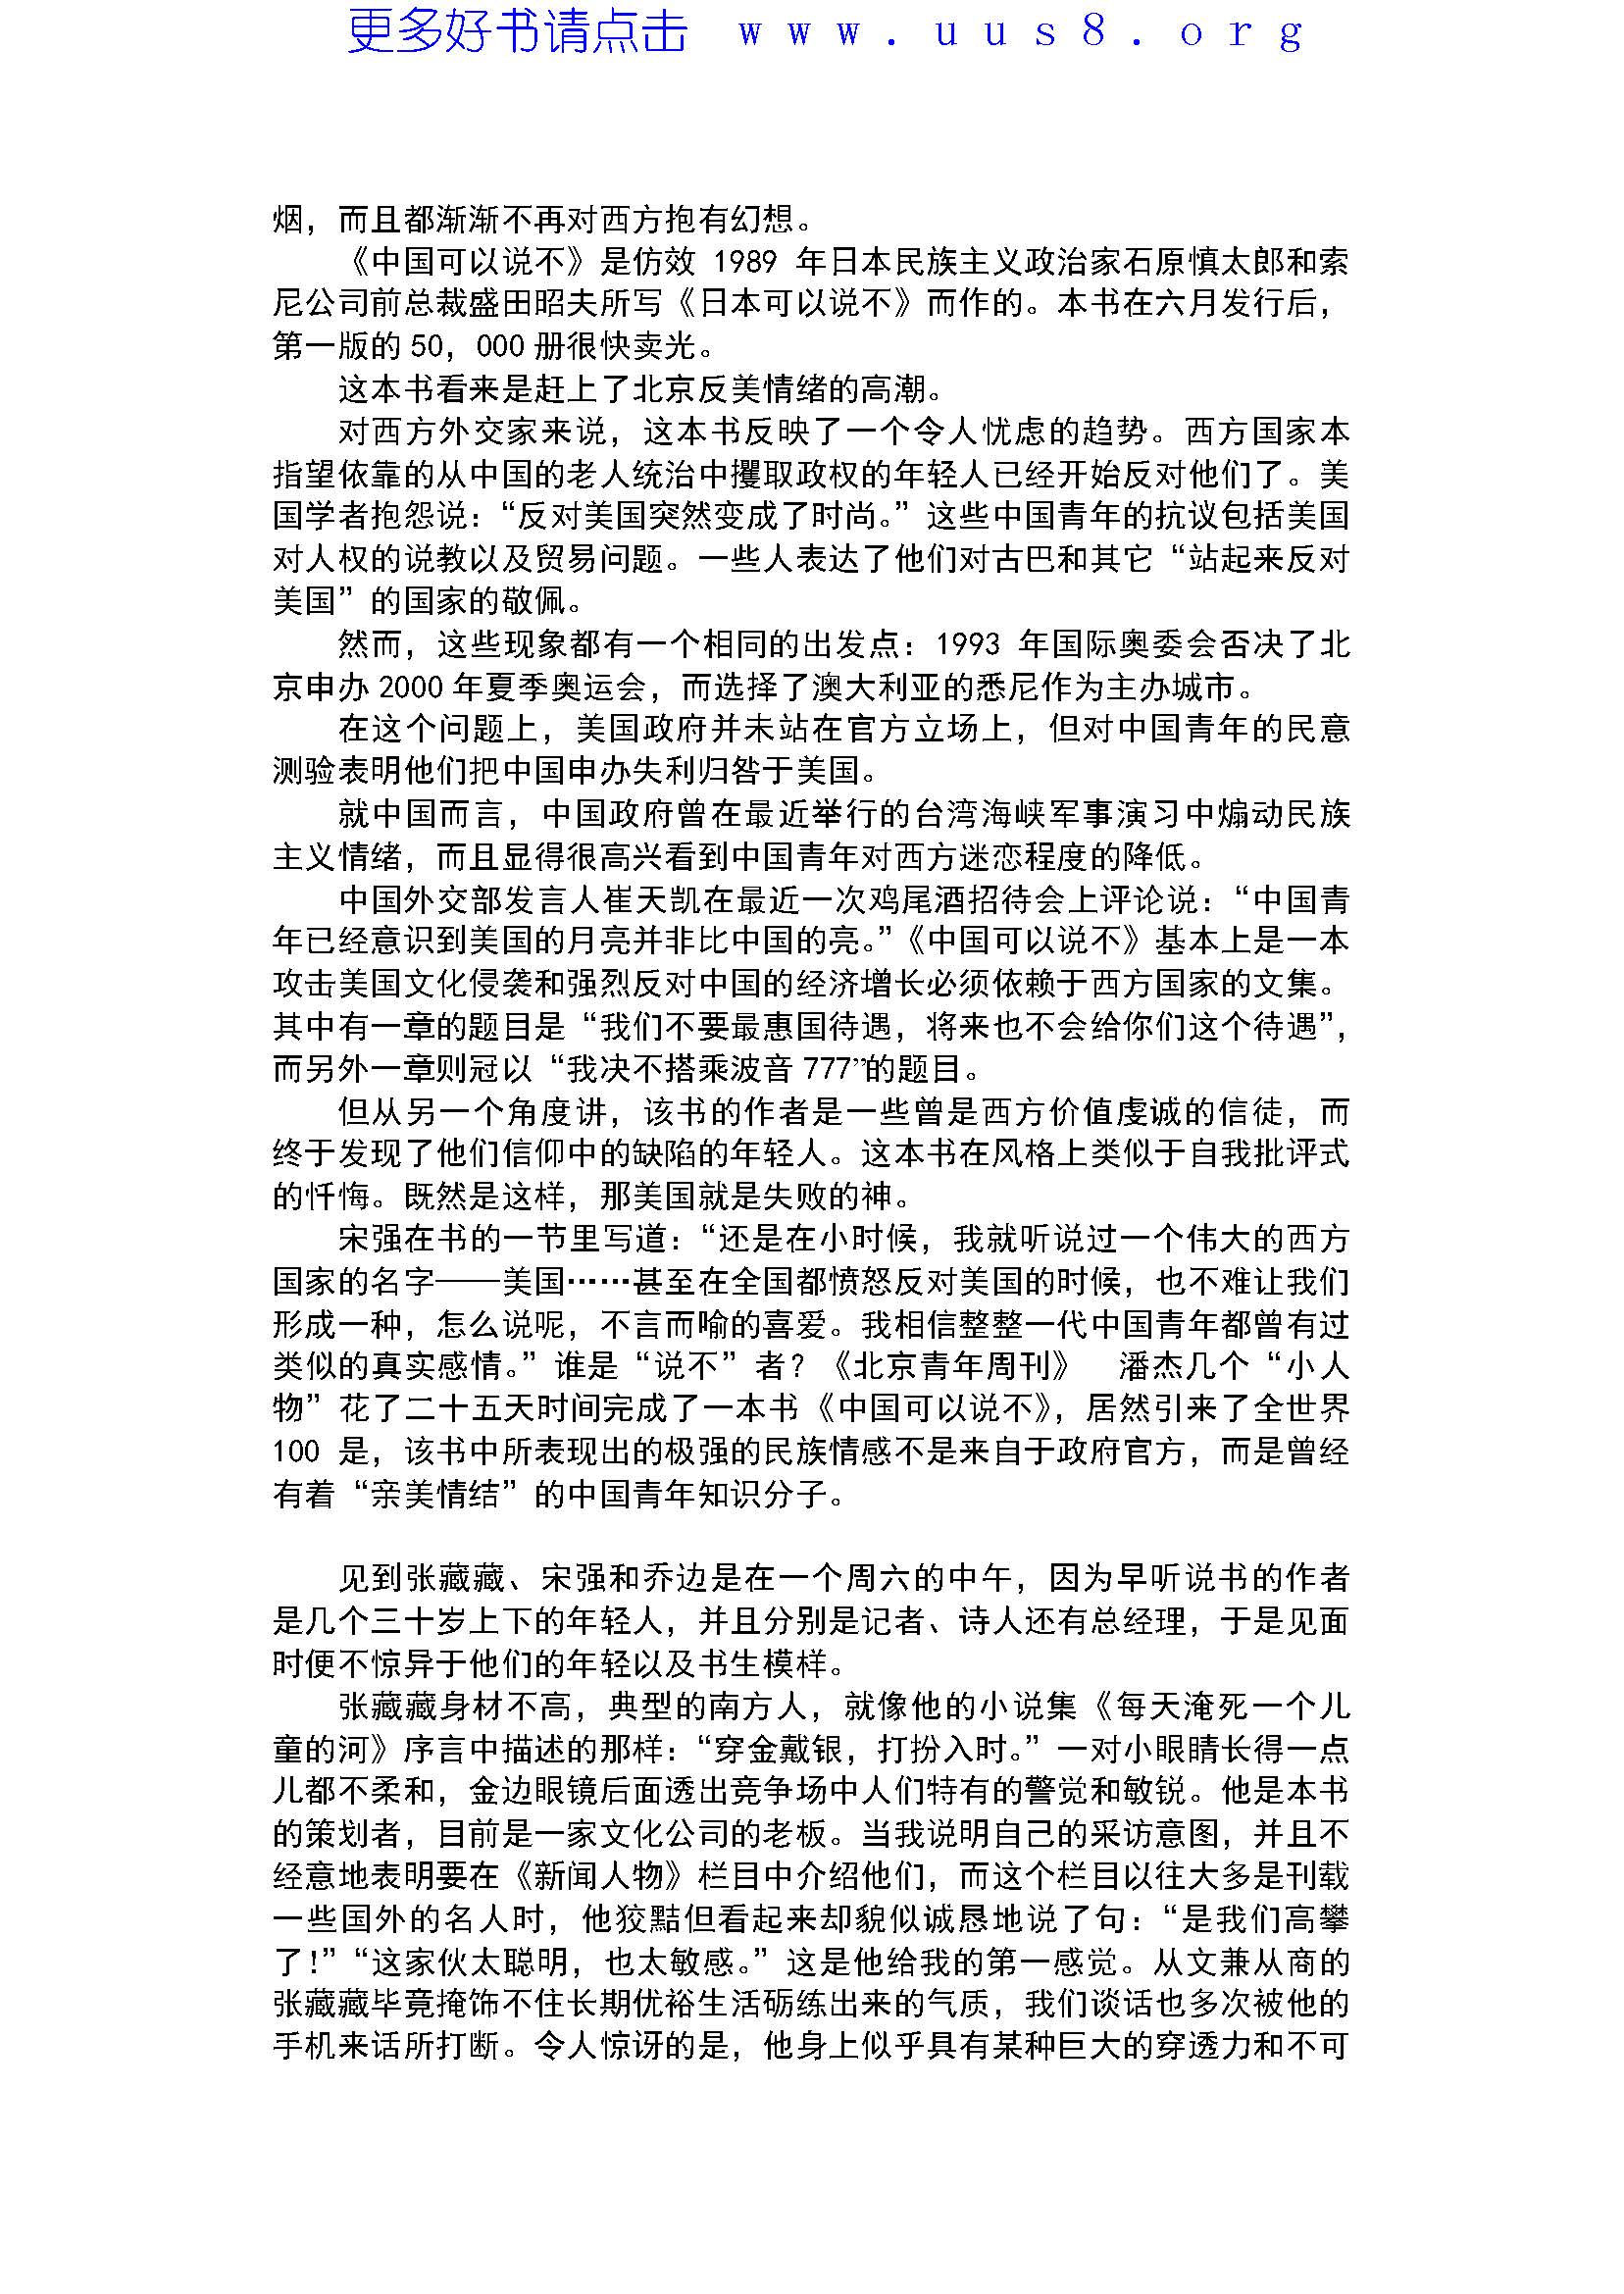 更多好书请点击 www.uus8.org
烟，而且都渐渐不再对西方抱有幻想。
《中国可以说不》是仿效 1989 年日本民族主义政治家石原慎太郎和索
尼公司前总裁盛田昭夫所写《日本可以说不》而作的。本书在六月发行后，
第一版的 50，000 册很快卖光。
这本书看来是赶上了北京反美情绪的高潮。
对西方外交家来说，这本书反映了一个令人忧虑的趋势。西方国家本
指望依靠的从中国的老人统治中攫取政权的年轻人已经开始反对他们了。美
国学者抱怨说：“反对美国突然变成了时尚。”这些中国青年的抗议包括美国
对人权的说教以及贸易问题。一些人表达了他们对古巴和其它“站起来反对
美国”的国家的敬佩。
然而，这些现象都有一个相同的出发点：1993 年国际奥委会否决了北
京申办 2000 年夏季奥运会，而选择了澳大利亚的悉尼作为主办城市。
在这个问题上，美国政府并未站在官方立场上，但对中国青年的民意
测验表明他们把中国申办失利归咎于美国。
就中国而言，中国政府曾在最近举行的台湾海峡军事演习中煽动民族
主义情绪，而且显得很高兴看到中国青年对西方迷恋程度的降低。
中国外交部发言人崔天凯在最近一次鸡尾酒招待会上评论说：“中国青
年已经意识到美国的月亮并非比中国的亮。”《中国可以说不》基本上是一本
攻击美国文化侵袭和强烈反对中国的经济增长必须依赖于西方国家的文集。
其中有一章的题目是“我们不要最惠国待遇，将来也不会给你们这个待遇”，
而另外一章则冠以“我决不搭乘波音 777”的题目。
但从另一个角度讲，该书的作者是一些曾是西方价值虔诚的信徒，而
终于发现了他们信仰中的缺陷的年轻人。这本书在风格上类似于自我批评式
的忏悔。既然是这样，那美国就是失败的神。
宋强在书的一节里写道：“还是在小时候，我就听说过一个伟大的西方
国家的名字——美国……甚至在全国都愤怒反对美国的时候，也不难让我们
形成一种，怎么说呢，不言而喻的喜爱。我相信整整一代中国青年都曾有过
类似的真实感情。”谁是“说不”者？《北京青年周刊》　潘杰几个“小人
物”花了二十五天时间完成了一本书《中国可以说不》，居然引来了全世界
100 是，该书中所表现出的极强的民族情感不是来自于政府官方，而是曾经
有着“亲美情结”的中国青年知识分子。
见到张藏藏、宋强和乔边是在一个周六的中午，因为早听说书的作者
是几个三十岁上下的年轻人，并且分别是记者、诗人还有总经理，于是见面
时便不惊异于他们的年轻以及书生模样。
张藏藏身材不高，典型的南方人，就像他的小说集《每天淹死一个儿
童的河》序言中描述的那样：“穿金戴银，打扮入时。”一对小眼睛长得一点
儿都不柔和，金边眼镜后面透出竞争场中人们特有的警觉和敏锐。他是本书
的策划者，目前是一家文化公司的老板。当我说明自己的采访意图，并且不
经意地表明要在《新闻人物》栏目中介绍他们，而这个栏目以往大多是刊载
一些国外的名人时，他狡黠但看起来却貌似诚恳地说了句：“是我们高攀
了！”“这家伙太聪明，也太敏感。”这是他给我的第一感觉。从文兼从商的
张藏藏毕竟掩饰不住长期优裕生活砺练出来的气质，我们谈话也多次被他的
手机来话所打断。令人惊讶的是，他身上似乎具有某种巨大的穿透力和不可